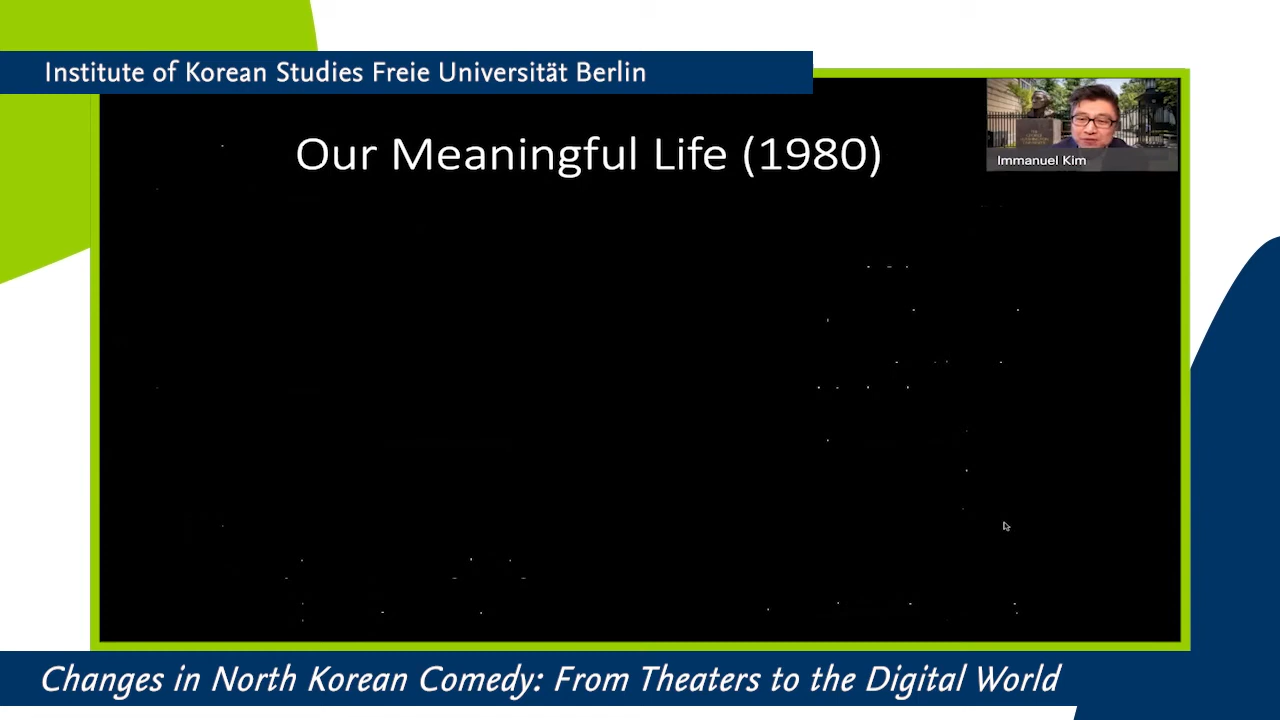 Institute of Korean Studies Freie Universität Berlin
Our Meaningful Life (1980)
Immanuel Kim
Changes in North Korean Comedy: From Theaters to the Digital World